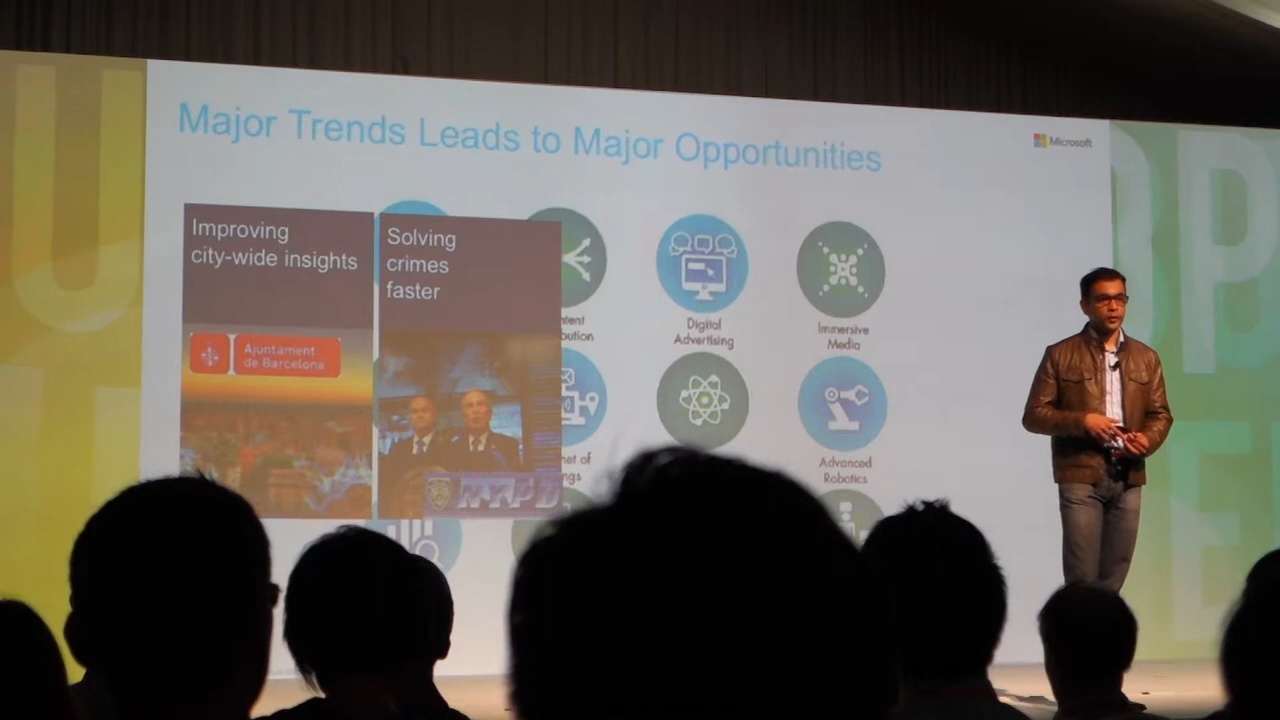 Major Trends Leads to Major Opportunities
Microsoft
Improving
city-wide insights
Solving
crimes
faster
Ajuntament
de Barcelona
NYPD
Digital
Advertising
Immersive
Media
Advanced
Robotics